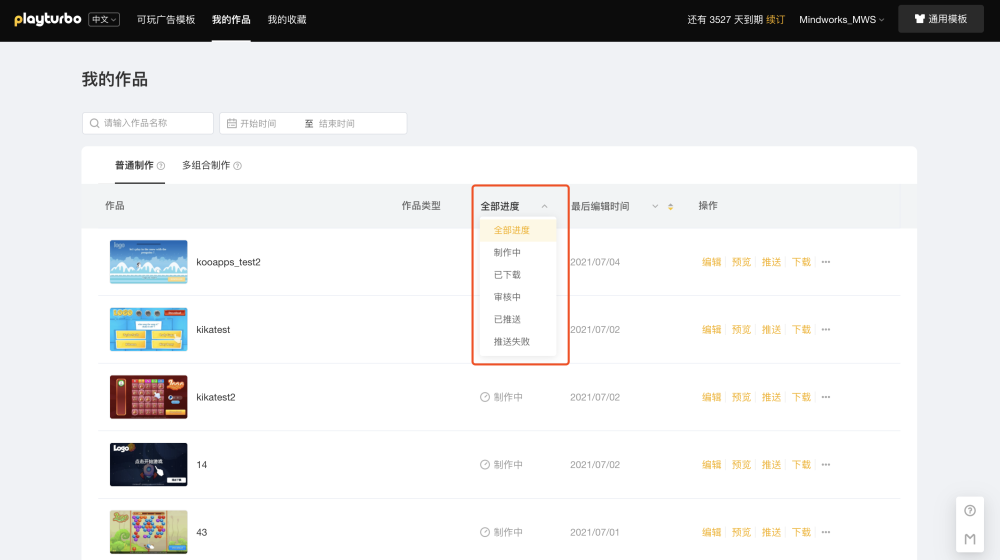 playturbo 中文 可玩广告模板 我的作品 我的收藏 还有 3527 天到期 续订 Mindworks_MWS 通用模板
我的作品
请输入作品名称 开始时间 至 结束时间
普通制作 多组合制作
作品 作品类型 全部进度 最后编辑时间 操作
全部进度
制作中
已下载
审核中
已推送
推送失败
kooapps_test2 2021/07/04 编辑 预览 推送 下载 •••
kikatest 2021/07/02 编辑 预览 推送 下载 •••
kikatest2 制作中 2021/07/02 编辑 预览 推送 下载 •••
Logo
点击开始游戏
14 制作中 2021/07/02 编辑 预览 推送 下载 •••
43 制作中 2021/07/01 编辑 预览 推送 下载 •••